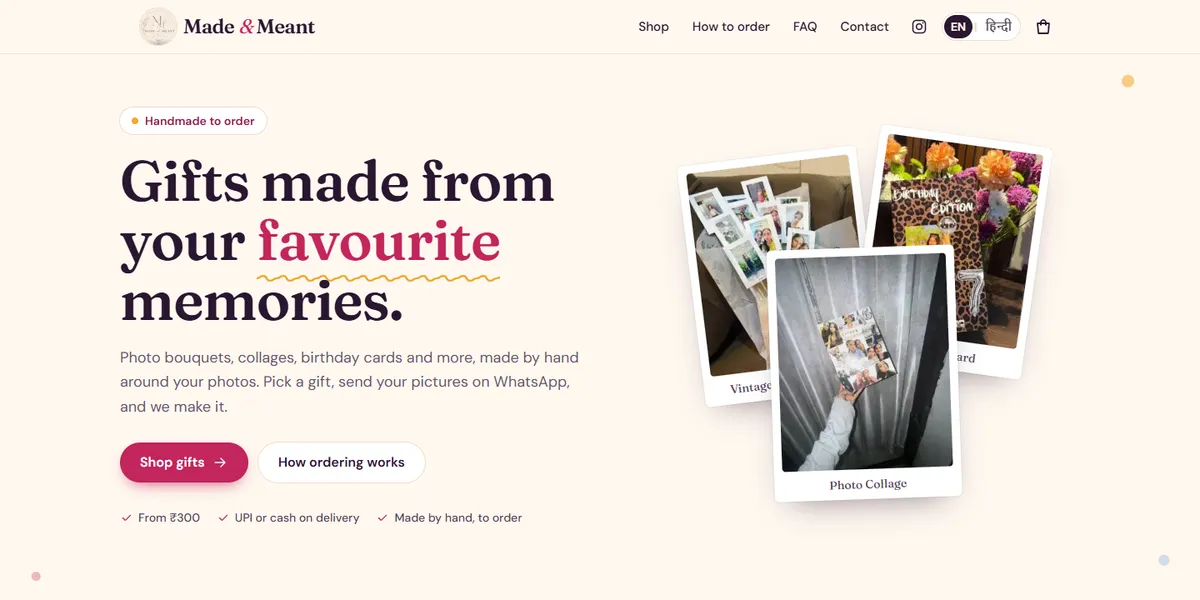 Made & Meant
Shop
How to order
FAQ
Contact
EN
हिन्दी
Handmade to order
Gifts made from
your favourite
memories.
Photo bouquets, collages, birthday cards and more, made by hand
around your photos. Pick a gift, send your pictures on WhatsApp,
and we make it.
Shop gifts
How ordering works
From ₹300
UPI or cash on delivery
Made by hand, to order
BIRTHDAY
EDITION
17
Vintage
ard
Photo Collage